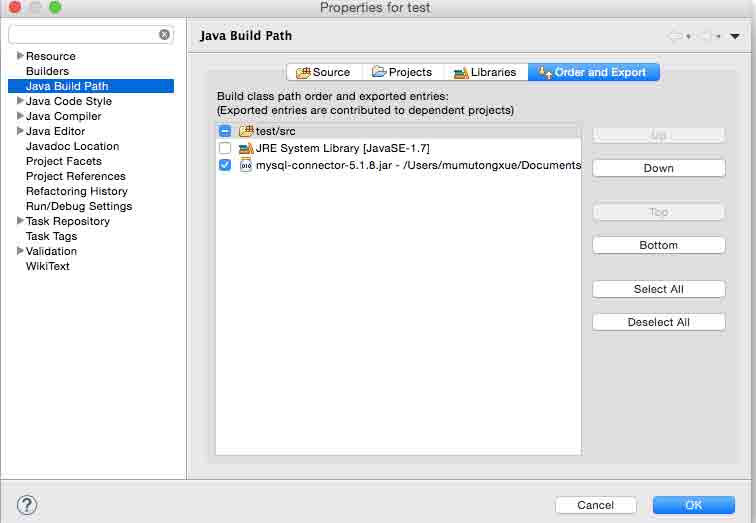 Properties for test
Java Build Path
Resource
Builders
Java Build Path
Java Code Style
Java Compiler
Java Editor
Javadoc Location
Project Facets
Project References
Refactoring History
Run/Debug Settings
Task Repository
Task Tags
Validation
WikiText
Source
Projects
Libraries
Order and Export
Build class path order and exported entries:
(Exported entries are contributed to dependent projects)
test/src
JRE System Library [JavaSE-1.7]
mysql-connector-5.1.8.jar - /Users/mumutongxue/Documents
Up
Down
Top
Bottom
Select All
Deselect All
?
Cancel
OK